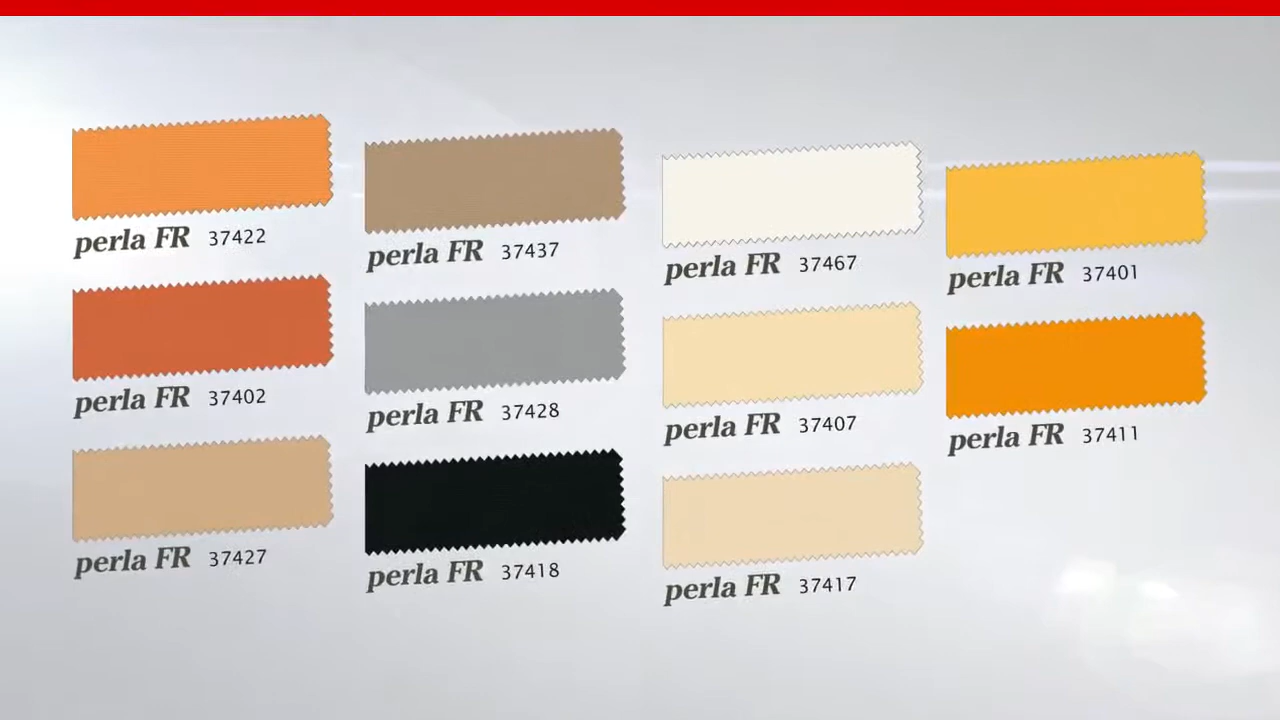 perla FR 37422
perla FR 37437
perla FR 37467
perla FR 37401
perla FR 37402
perla FR 37428
perla FR 37407
perla FR 37411
perla FR 37427
perla FR 37418
perla FR 37417